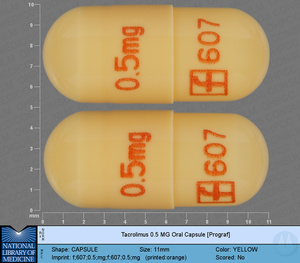 0.5mg
607
0.5mg
607
10
9
8
7
6
5
4
3
2
1
mm
1 2 3 4 5 6 7 8 9 10 11
NATIONAL
LIBRARY OF
MEDICINE
Tacrolimus 0.5 MG Oral Capsule [Prograf]
Shape: CAPSULE Size: 11mm Color: YELLOW
Imprint: f;607;0;5;mg;f;607;0;5;mg (printed:orange) Scored: No